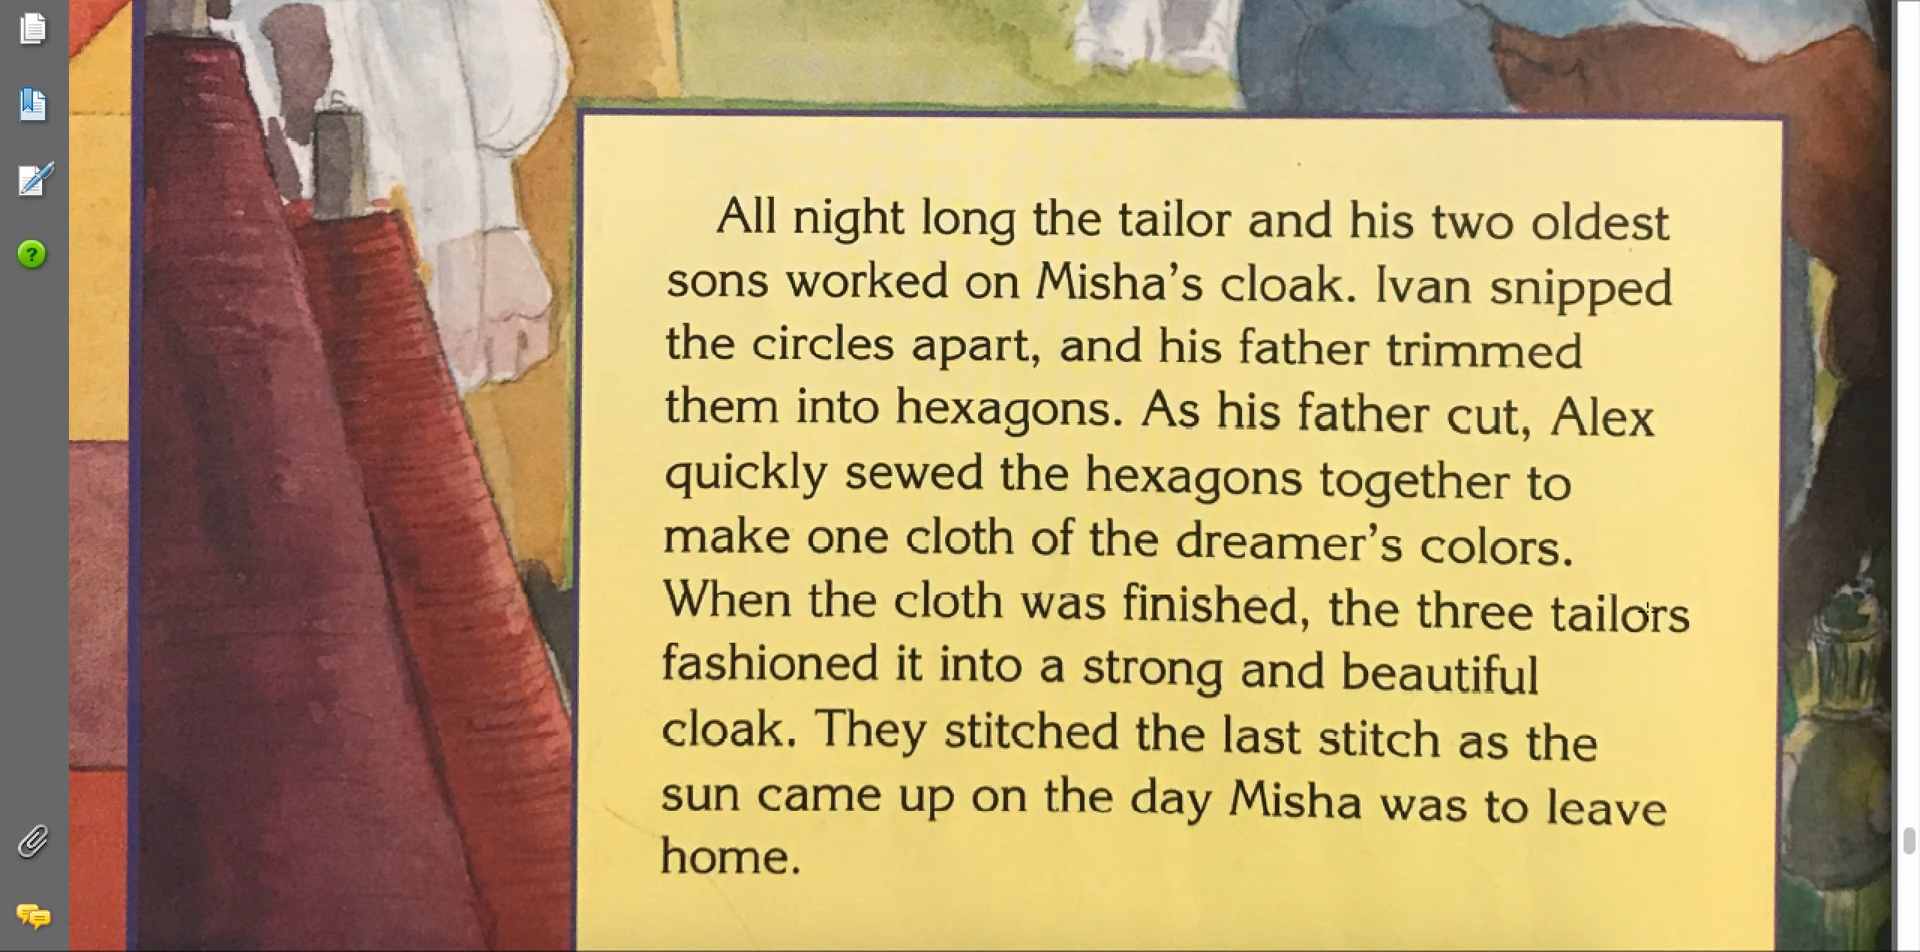 All night long the tailor and his two oldest
sons worked on Misha's cloak. Ivan snipped
the circles apart, and his father trimmed
them into hexagons. As his father cut, Alex
quickly sewed the hexagons together to
make one cloth of the dreamer's colors.
When the cloth was finished, the three tailors
fashioned it into a strong and beautiful
cloak. They stitched the last stitch as the
sun came up on the day Misha was to leave
home.